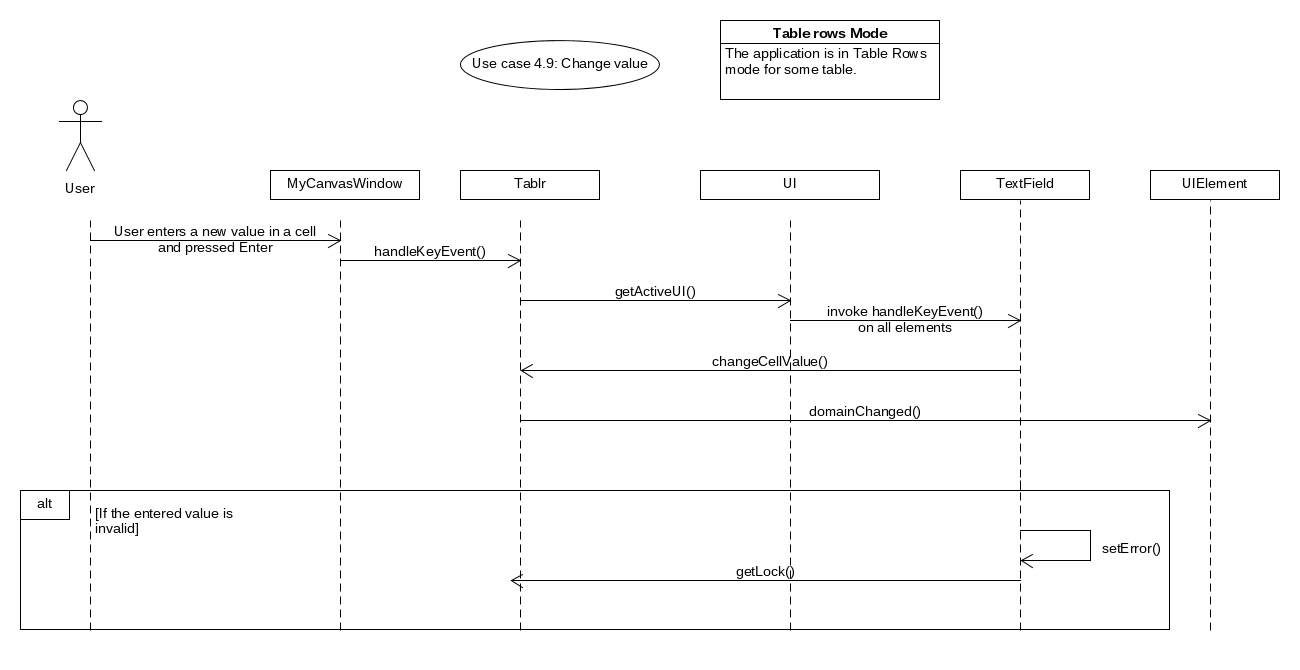 Table rows Mode
Use case 4.9: Change value
The application is in Table Rows
mode for some table.
User
MyCanvasWindow
Tablr
UI
TextField
UIElement
User enters a new value in a cell
and pressed Enter
handleKeyEvent()
getActiveUI()
invoke handleKeyEvent()
on all elements
changeCellValue()
domainChanged()
alt
[If the entered value is
invalid]
setError()
getLock()